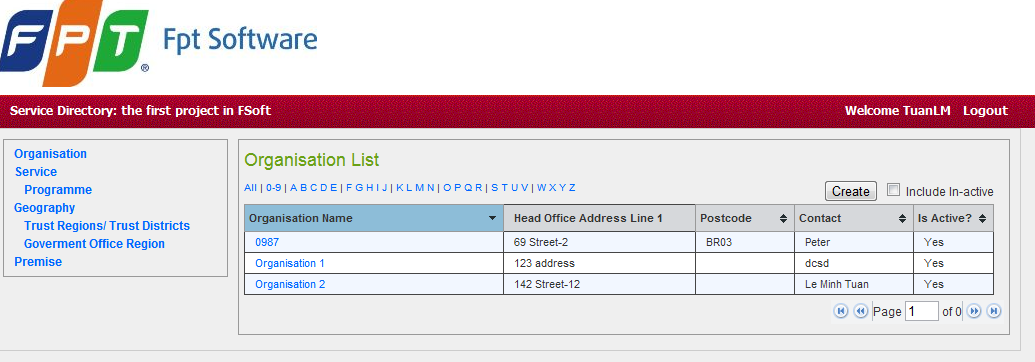 FPT® Fpt Software
Service Directory: the first project in FSoft Welcome TuanLM Logout
Organisation
Service
Programme
Geography
Trust Regions/ Trust Districts
Goverment Office Region
Premise
Organisation List
All | 0-9 | A B C D E | F G H I J | K L M N | O P Q R | S T U V | W X Y Z
Create Include In-active
Organisation Name Head Office Address Line 1 Postcode Contact Is Active?
0987 69 Street-2 BR03 Peter Yes
Organisation 1 123 address dcsd Yes
Organisation 2 142 Street-12 Le Minh Tuan Yes
Page 1 of 0